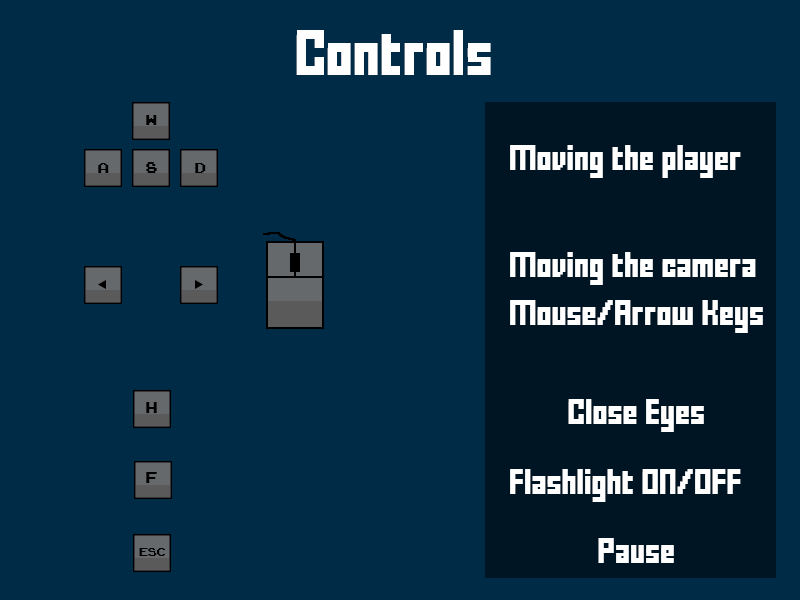 Controls
W
A & D
Moving the player
◄ ►
Moving the camera
Mouse/Arrow Keys
H
Close Eyes
F
Flashlight ON/OFF
ESC
Pause